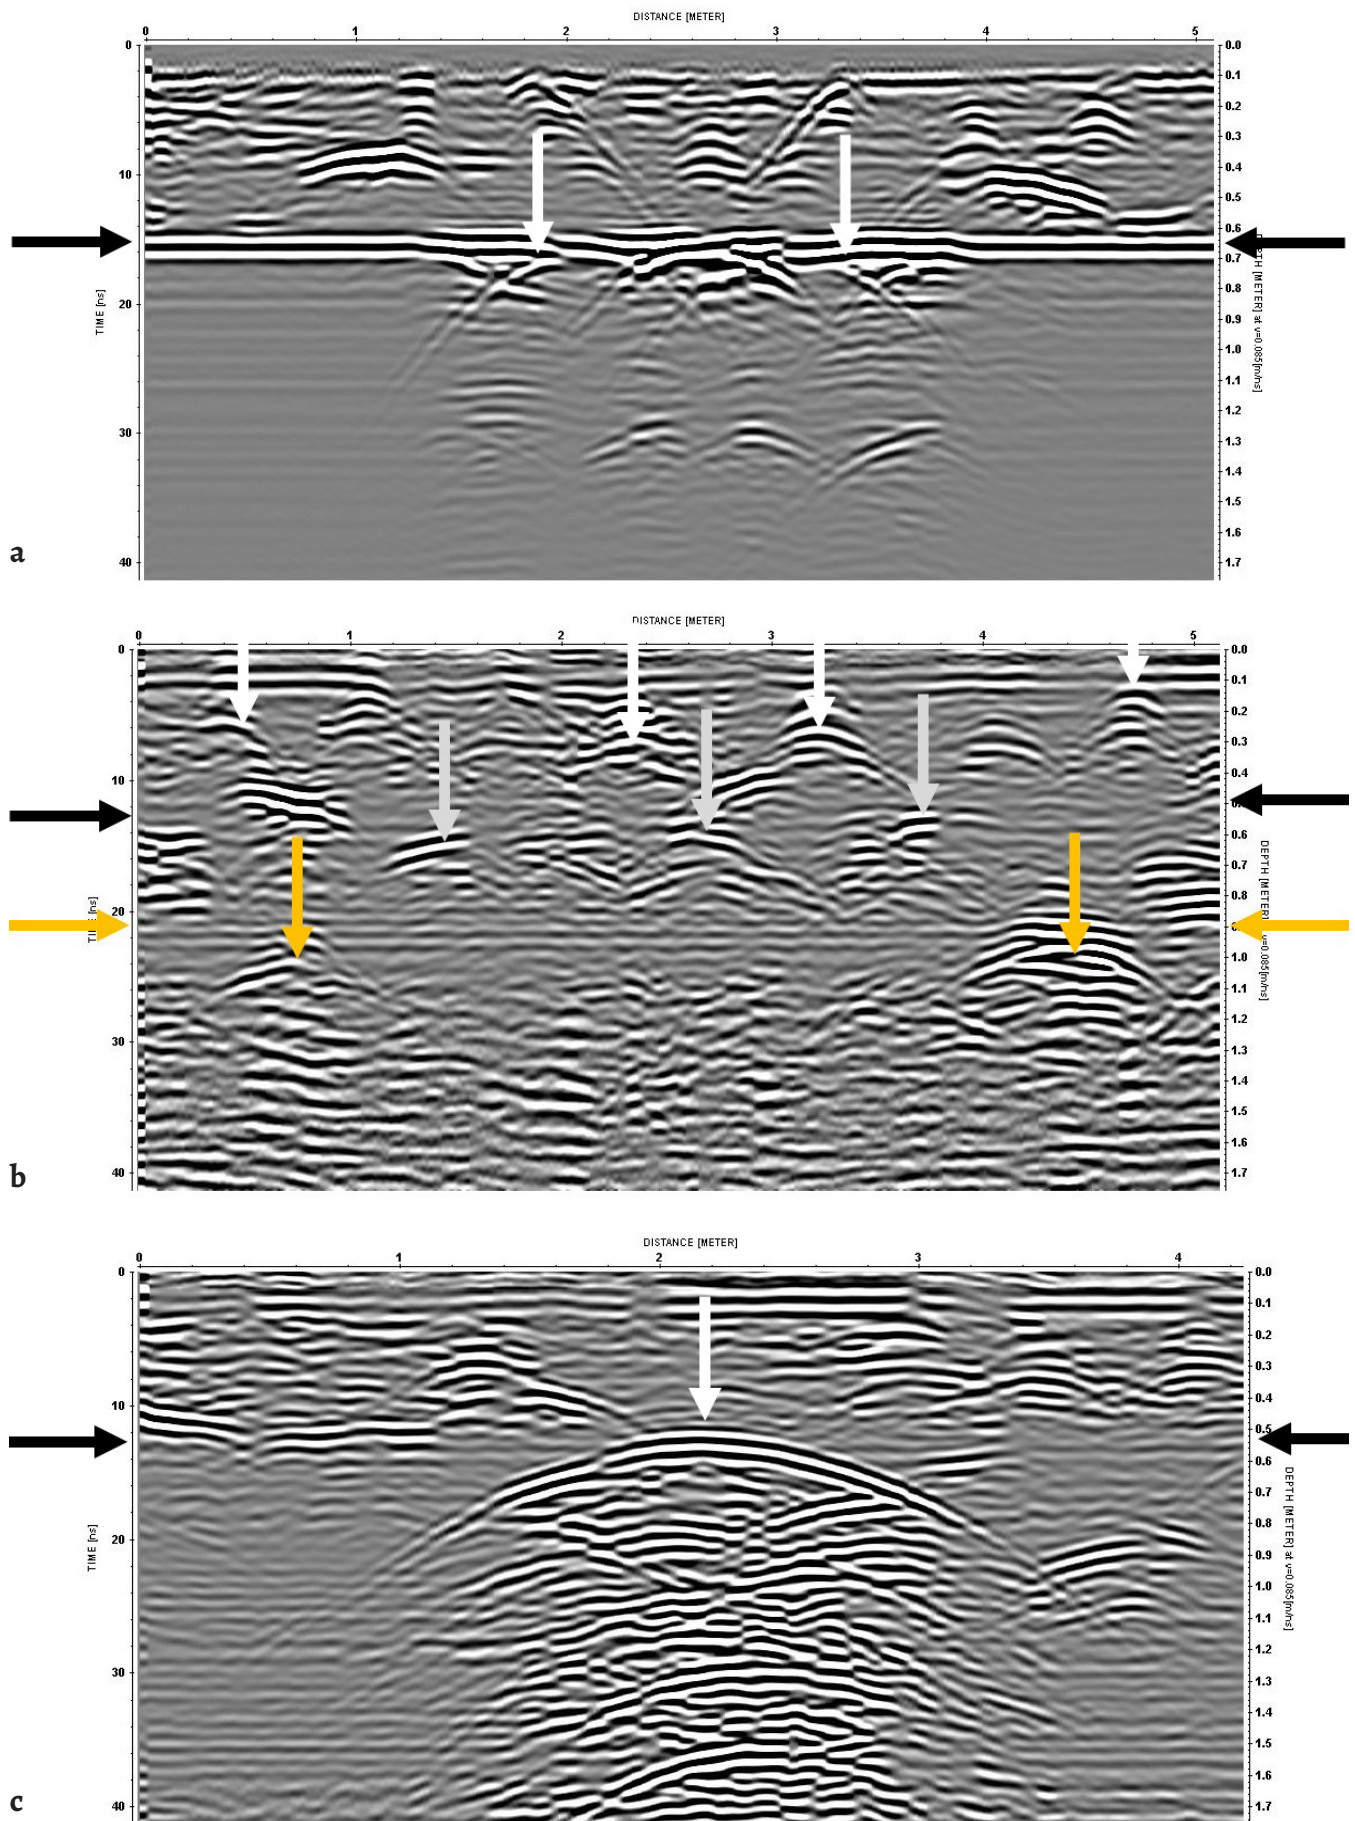 DISTANCE [METER]
0 1 2 3 4 5
0 10 20 30 40
TIME [ns]
0.0 0.1 0.2 0.3 0.4 0.5 0.6 0.7 0.8 0.9 1.0 1.1 1.2 1.3 1.4 1.5 1.6 1.7
[METER] at v=0.085[m/ns]
a
DISTANCE [METER]
0 1 2 3 4 5
0 10 20 30 40
[ns]
0.0 0.1 0.2 0.3 0.4 0.6 0.7 0.8 1.0 1.1 1.2 1.3 1.4 1.5 1.6 1.7
DEPTH [METER] v=0.085[m/ns]
b
DISTANCE [METER]
0 1 2 3 4
0 10 20 30 40
TIME [ns]
0.0 0.1 0.2 0.3 0.4 0.5 0.6 0.7 0.8 0.9 1.0 1.1 1.2 1.3 1.4 1.5 1.6 1.7
DEPTH [METER] at v=0.085[m/ns]
c